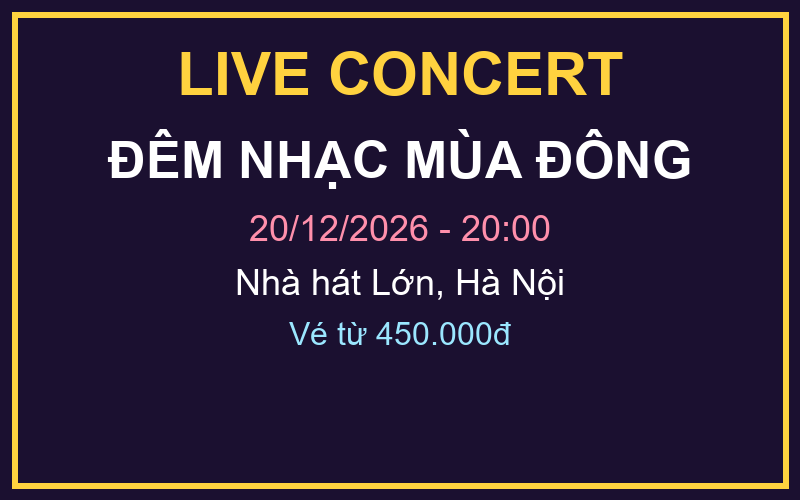 LIVE CONCERT
ĐÊM NHẠC MÙA ĐÔNG
20/12/2026 - 20:00
Nhà hát Lớn, Hà Nội
Vé từ 450.000đ